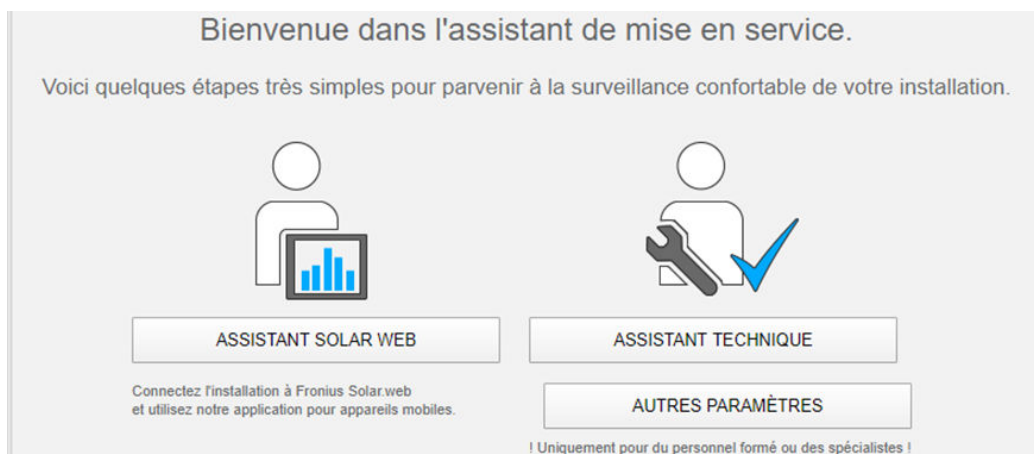 Bienvenue dans l'assistant de mise en service.
Voici quelques étapes très simples pour parvenir à la surveillance confortable de votre installation.
ASSISTANT SOLAR WEB
Connectez l'installation à Fronius Solar.web
et utilisez notre application pour appareils mobiles.
ASSISTANT TECHNIQUE
AUTRES PARAMÈTRES
! Uniquement pour du personnel formé ou des spécialistes !